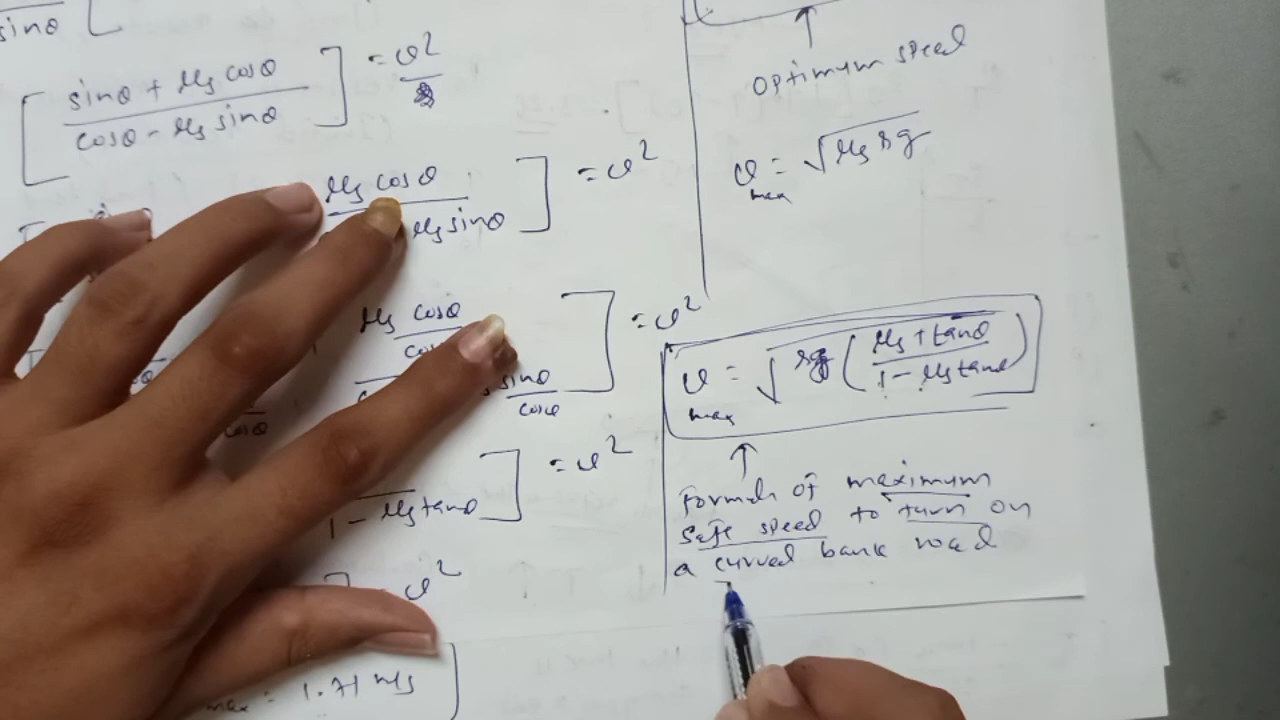 sinθ
[ sinθ + μs cosθ / cosθ - μs sinθ ] = v²
μs cosθ / μs sinθ ] = v²
μs cosθ / sinθ / cosθ ] = v²
cosθ
1 - μs tanθ ] = v²
] v²
max = 1.71 m/s
optimum speed
v max = √μs rg
v max = √rg ( μs + tanθ / 1 - μs tanθ )
Formula of maximum
safe speed to turn on
a curved bank road